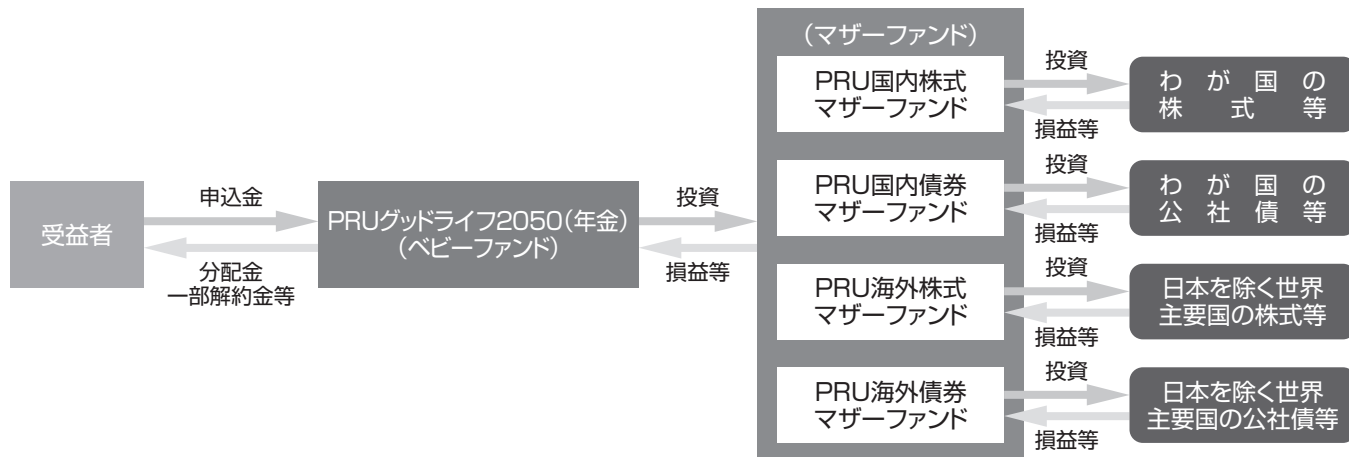 受益者
申込金
分配金
一部解約金等
PRUグッドライフ2050(年金)
(ベビーファンド)
投資
損益等
(マザーファンド)
PRU国内株式
マザーファンド
投資
損益等
わが国の
株式等
PRU国内債券
マザーファンド
投資
損益等
わが国の
公社債等
PRU海外株式
マザーファンド
投資
損益等
日本を除く世界
主要国の株式等
PRU海外債券
マザーファンド
投資
損益等
日本を除く世界
主要国の公社債等